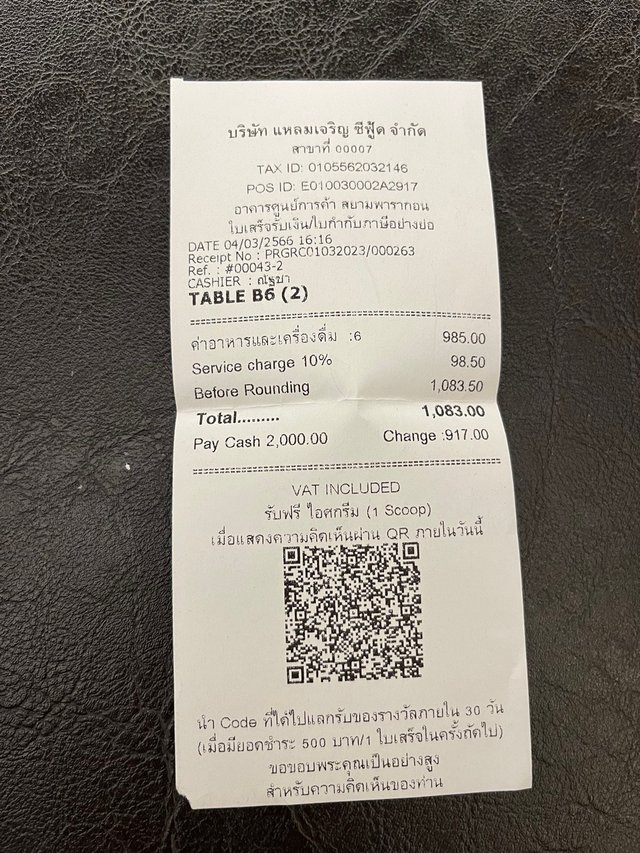 บริษัท แหลมเจริญ ซีฟู้ด จำกัด
สาขาที่ 00007
TAX ID: 0105562032146
POS ID: E010030002A2917
อาคารศูนย์การค้า สยามพารากอน
ใบเสร็จรับเงิน/ใบกำกับภาษีอย่างย่อ
DATE 04/03/2566 16:16
Receipt No : PRGRC01032023/000263
Ref. : #00043-2
CASHIER : ณัฐชา
TABLE B6 (2)
ค่าอาหารและเครื่องดื่ม :6 985.00
Service charge 10% 98.50
Before Rounding 1,083.50
Total......... 1,083.00
Pay Cash 2,000.00 Change :917.00
VAT INCLUDED
รับฟรี ไอศกรีม (1 Scoop)
เมื่อแสดงความคิดเห็นผ่าน QR ภายในวันนี้
นำ Code ที่ได้ไปแลกรับของรางวัลภายใน 30 วัน
(เมื่อมียอดชำระ 500 บาท/1 ใบเสร็จในครั้งถัดไป)
ขอขอบพระคุณเป็นอย่างสูง
สำหรับความคิดเห็นของท่าน